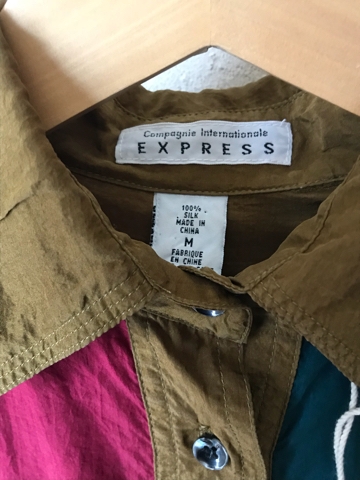 Compagnie Internationale
EXPRESS
100%
SILK
MADE IN
CHINA
M
FABRIQUE
EN CHINE